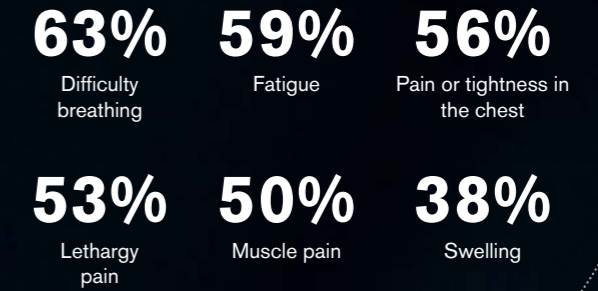 63%
Difficulty
breathing
59%
Fatigue
56%
Pain or tightness in
the chest
53%
Lethargy
pain
50%
Muscle pain
38%
Swelling